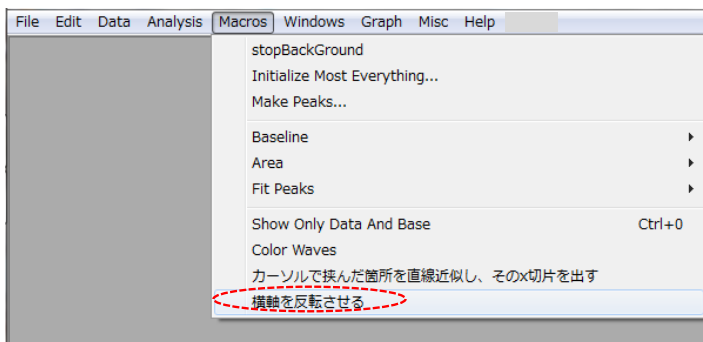 File Edit Data Analysis Macros Windows Graph Misc Help
stopBackGround
Initialize Most Everything...
Make Peaks...
Baseline
Area
Fit Peaks
Show Only Data And Base Ctrl+0
Color Waves
カーソルで挟んだ箇所を直線近似し、そのx切片を出す
横軸を反転させる